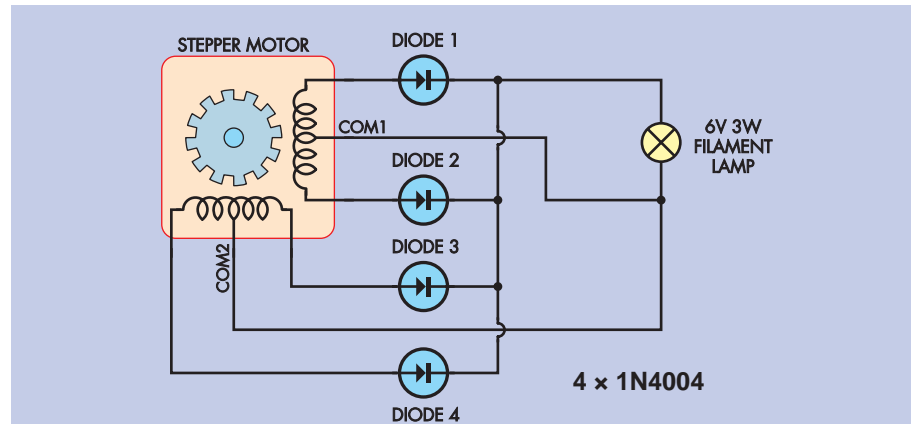 STEPPER MOTOR
DIODE 1
COM1
6V 3W
FILAMENT
LAMP
DIODE 2
DIODE 3
COM2
4 × 1N4004
DIODE 4